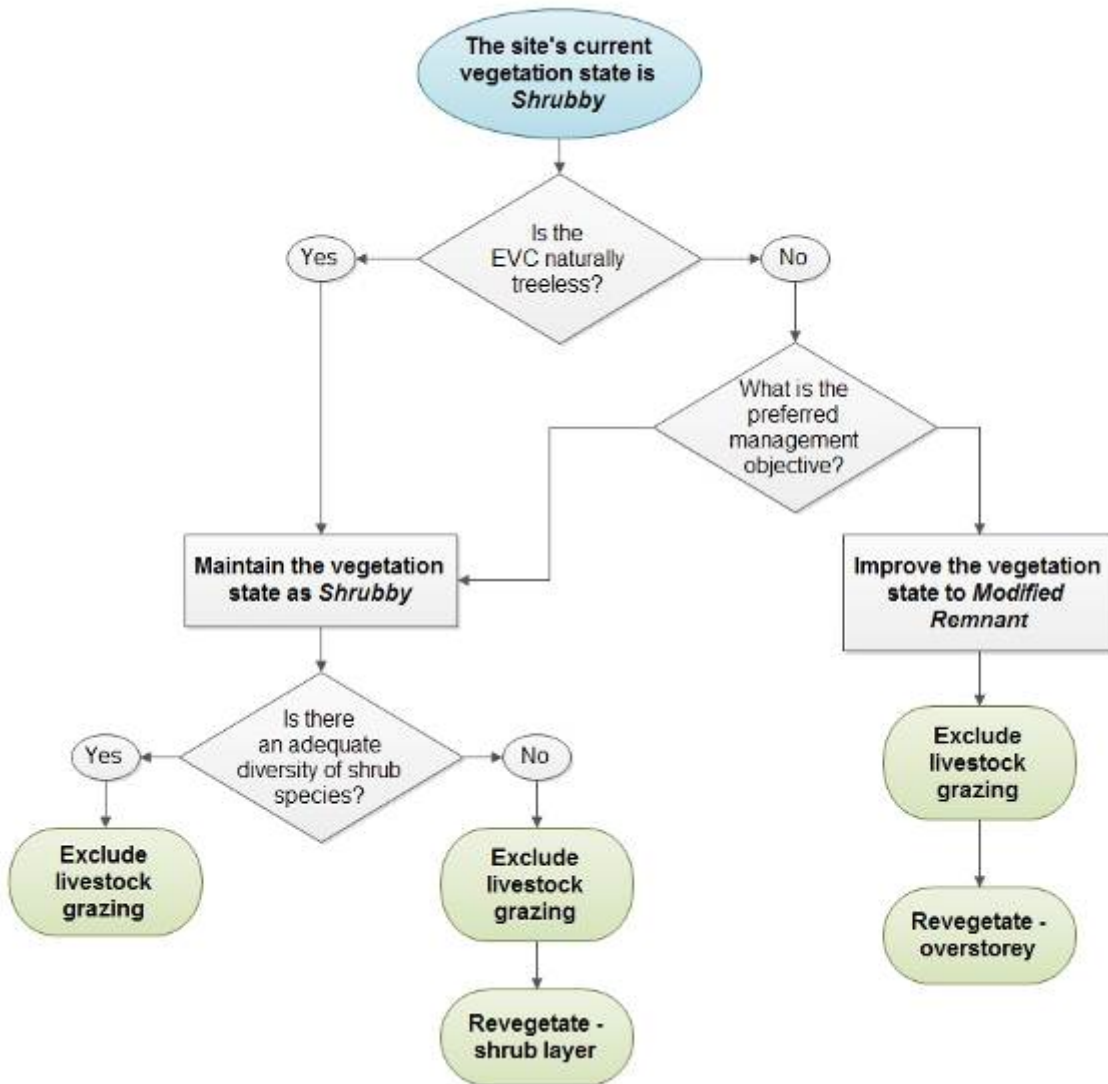 The site's current
vegetation state is
Shrubby
Is the
EVC naturally
treeless?
Yes
No
What is the
preferred
management
objective?
Maintain the vegetation
state as Shrubby
Improve the vegetation
state to Modified
Remnant
Is there
an adequate
diversity of shrub
species?
Yes
No
Exclude
livestock
grazing
Exclude
livestock
grazing
Revegetate -
shrub layer
Exclude
livestock
grazing
Revegetate -
overstorey